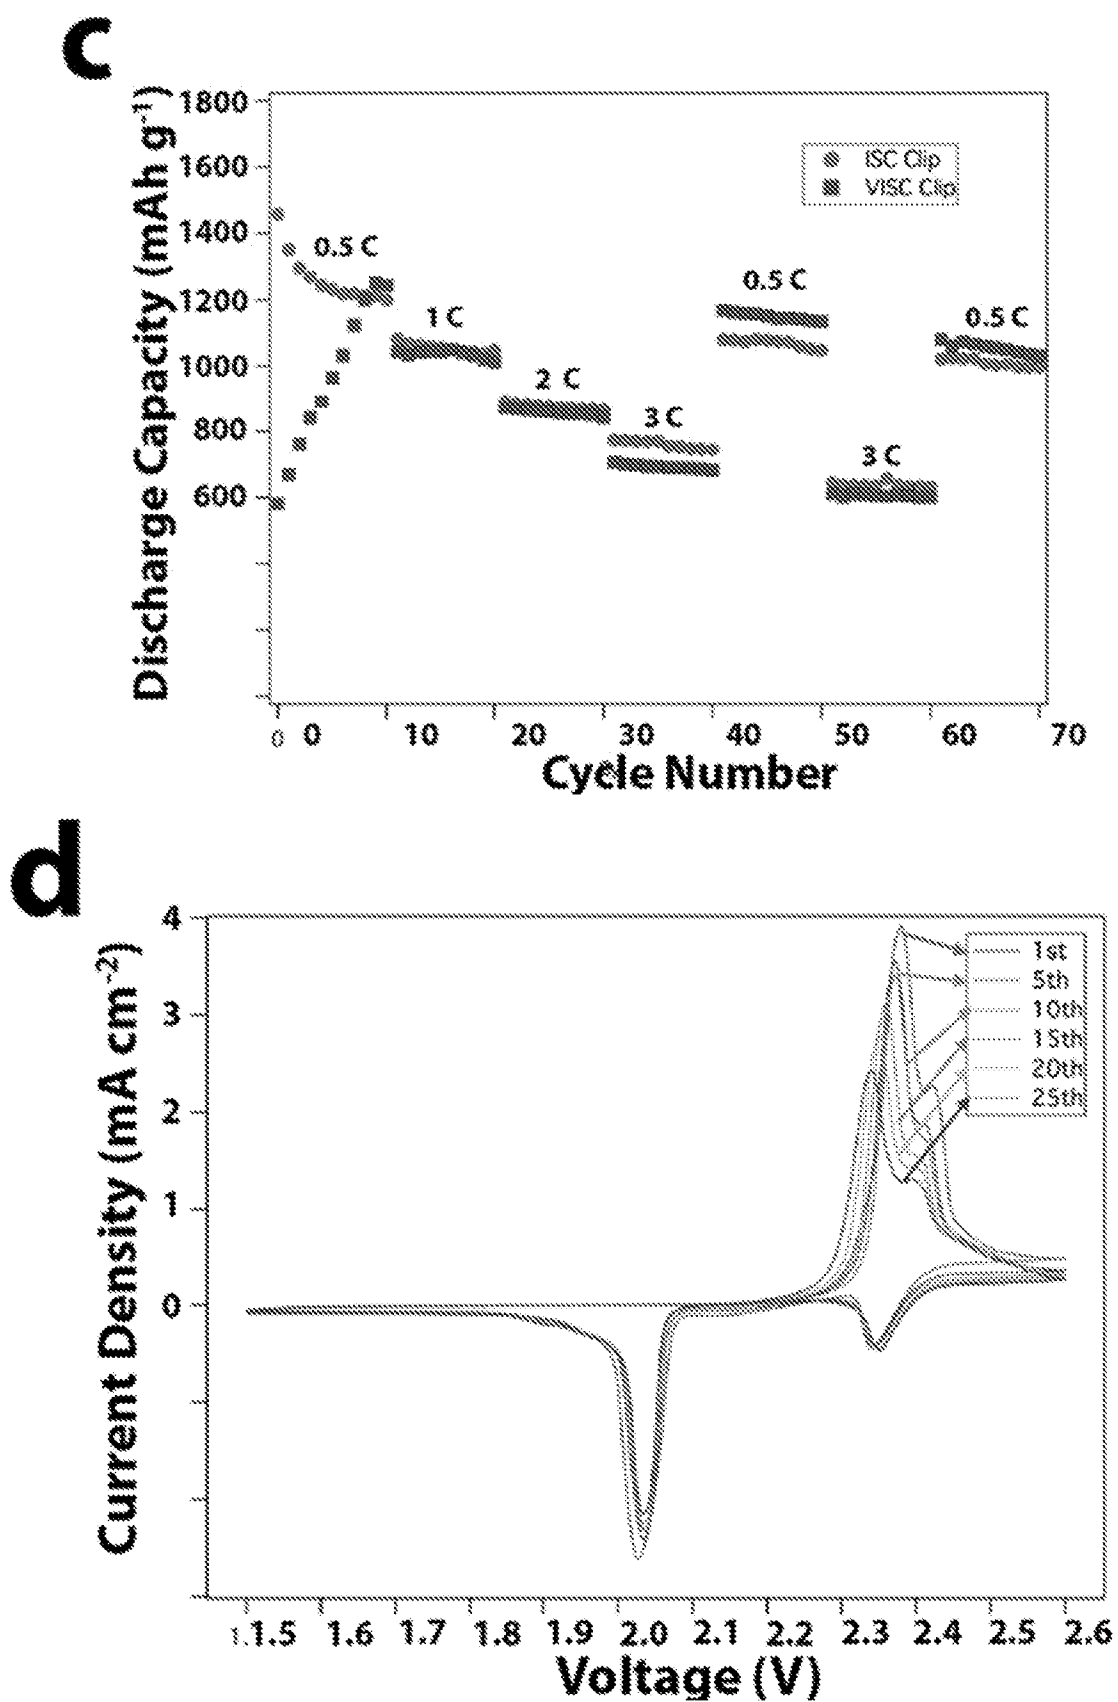 c
Discharge Capacity (mAh g⁻¹)
1800
1600
1400
1200
1000
800
600
ISC Clip
VISC Clip
0.5 C
1 C
2 C
3 C
0.5 C
3 C
0.5 C
0 0 10 20 30 40 50 60 70
Cycle Number
d
Current Density (mA cm⁻²)
4
3
2
1
0
1st
5th
10th
15th
20th
25th
1.5 1.6 1.7 1.8 1.9 2.0 2.1 2.2 2.3 2.4 2.5 2.6
Voltage (V)